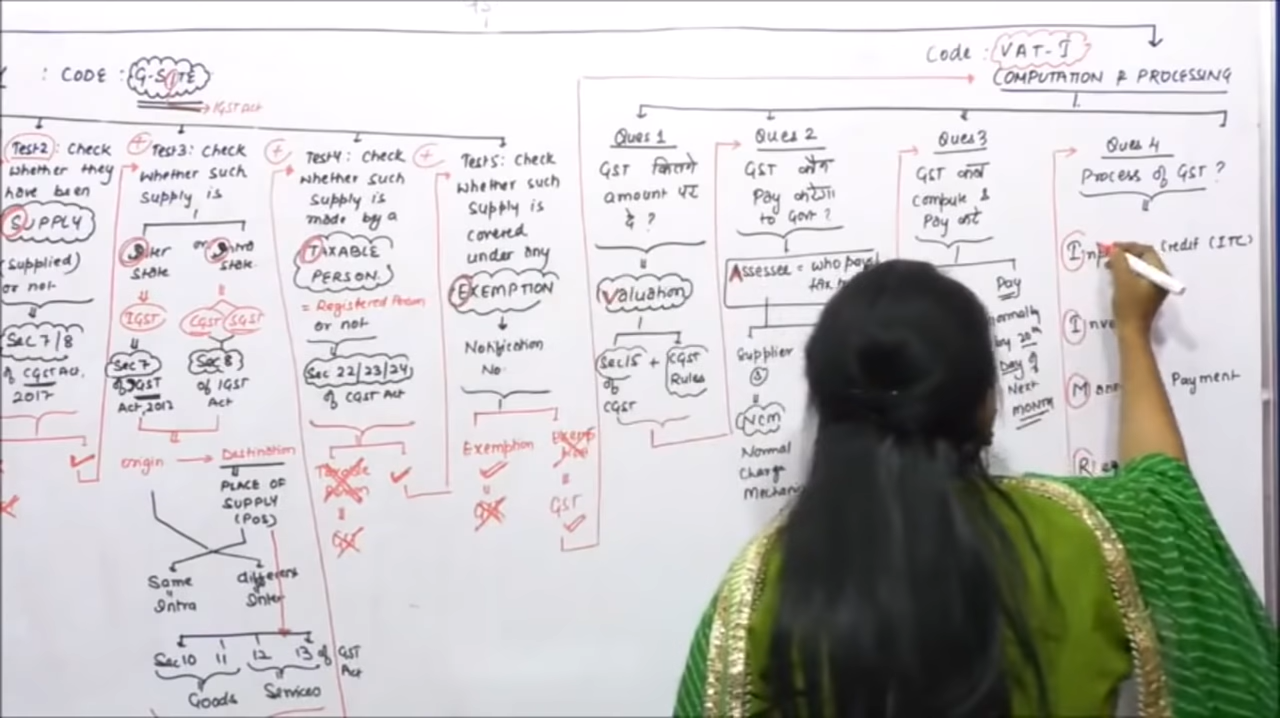 : CODE : G-SITE
IGST Act
Code : VAT-I
COMPUTATION & PROCESSING
Test2: Check
whether they
have been
SUPPLY
(Supplied)
or not
Sec 7/8
of CGST Act,
2017
Test3: Check
whether such
Supply is
Inter
State
or
Intra
State
IGST
CGST SGST
Sec 7
of IGST
Act, 2017
Sec 8
of IGST
Act
origin → Destination
PLACE OF
SUPPLY
(POS)
Same
Intra
different
Inter
Sec 10 11 12 13 of GST
Act
Goods
Services
Test4: Check
whether such
Supply is
made by a
TAXABLE
PERSON
= Registered Person
or not
Sec 22/23/24
of CGST Act
Test5: Check
whether such
Supply is
covered
under any
EXEMPTION
Notification
No.
Exemption
GST
Ques 1
GST कितने
amount पर
है ?
Valuation
Sec 15 +
of
CGST
CGST
Rules
Ques 2
GST कौन
Pay करेगा
to Govt ?
Assessee = who pays
Supplier
(S)
NCM
Normal
Charge
Ques 3
GST कब
Compute &
Pay करें
Pay
by 20th
Day of
Next
MONTH
Ques 4
Process of GST ?
Credit (ITC)
Payment